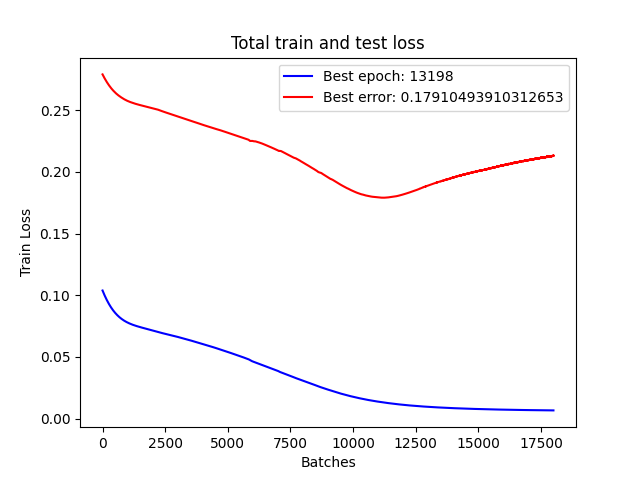 Total train and test loss
Best epoch: 13198
Best error: 0.17910493910312653
Train Loss
0.25
0.20
0.15
0.10
0.05
0.00
0
2500
5000
7500
10000
12500
15000
17500
Batches